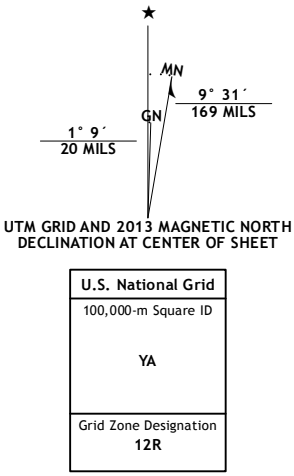 ★
MN
GN
9° 31´
169 MILS
1° 9´
20 MILS
UTM GRID AND 2013 MAGNETIC NORTH
DECLINATION AT CENTER OF SHEET
U.S. National Grid
100,000-m Square ID
YA
Grid Zone Designation
12R